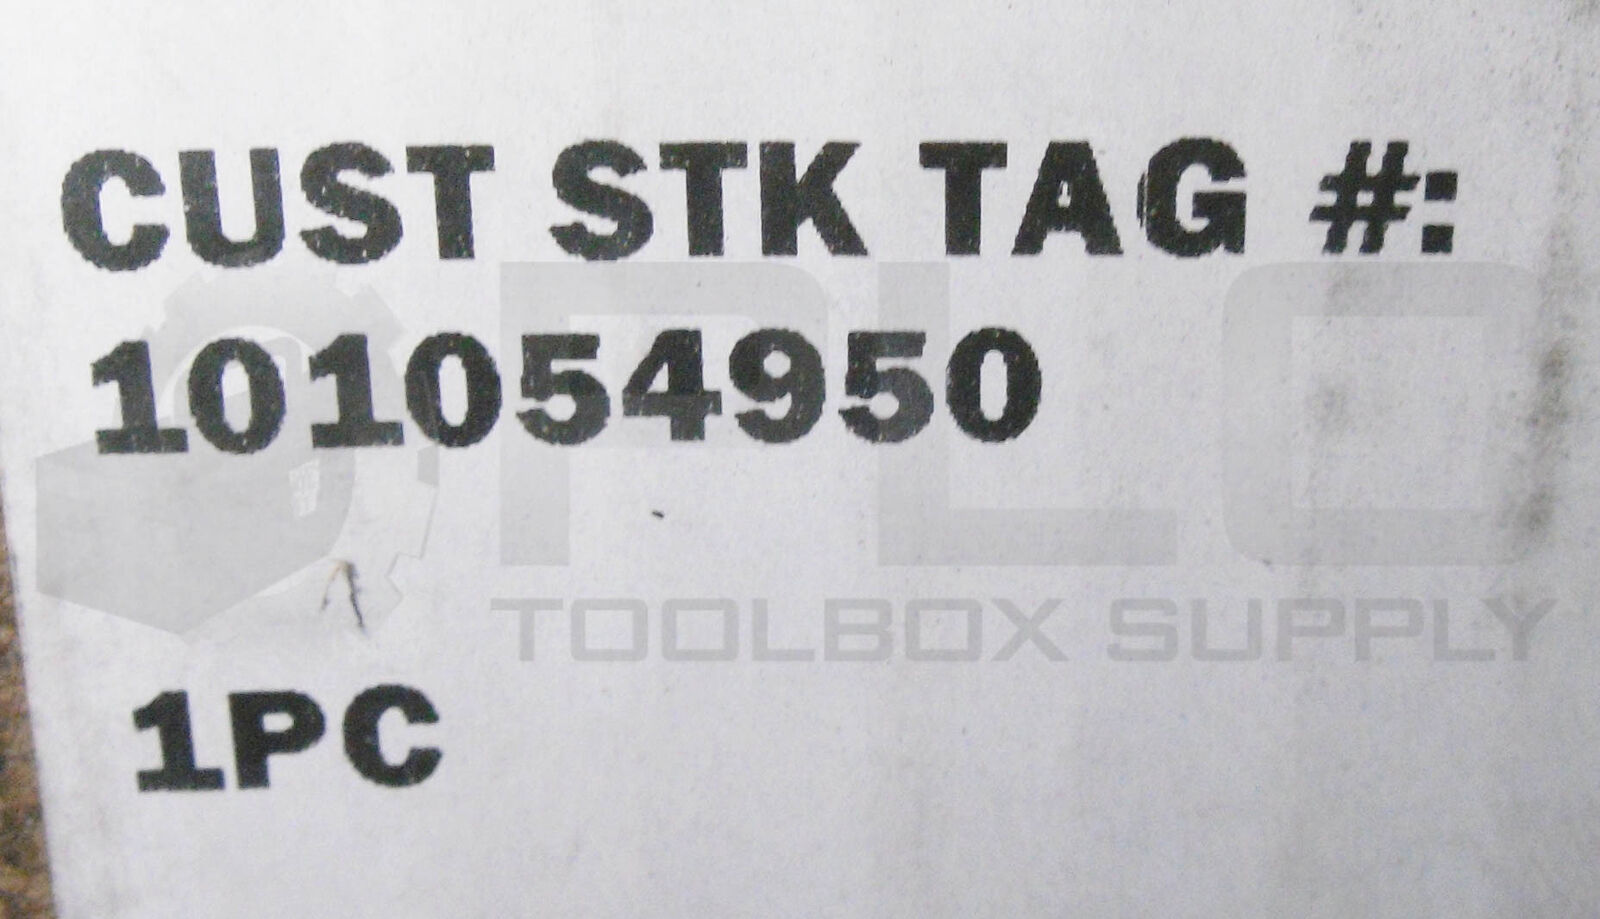 CUST STK TAG #:
101054950
PLC
TOOLBOX SUPPLY
1PC